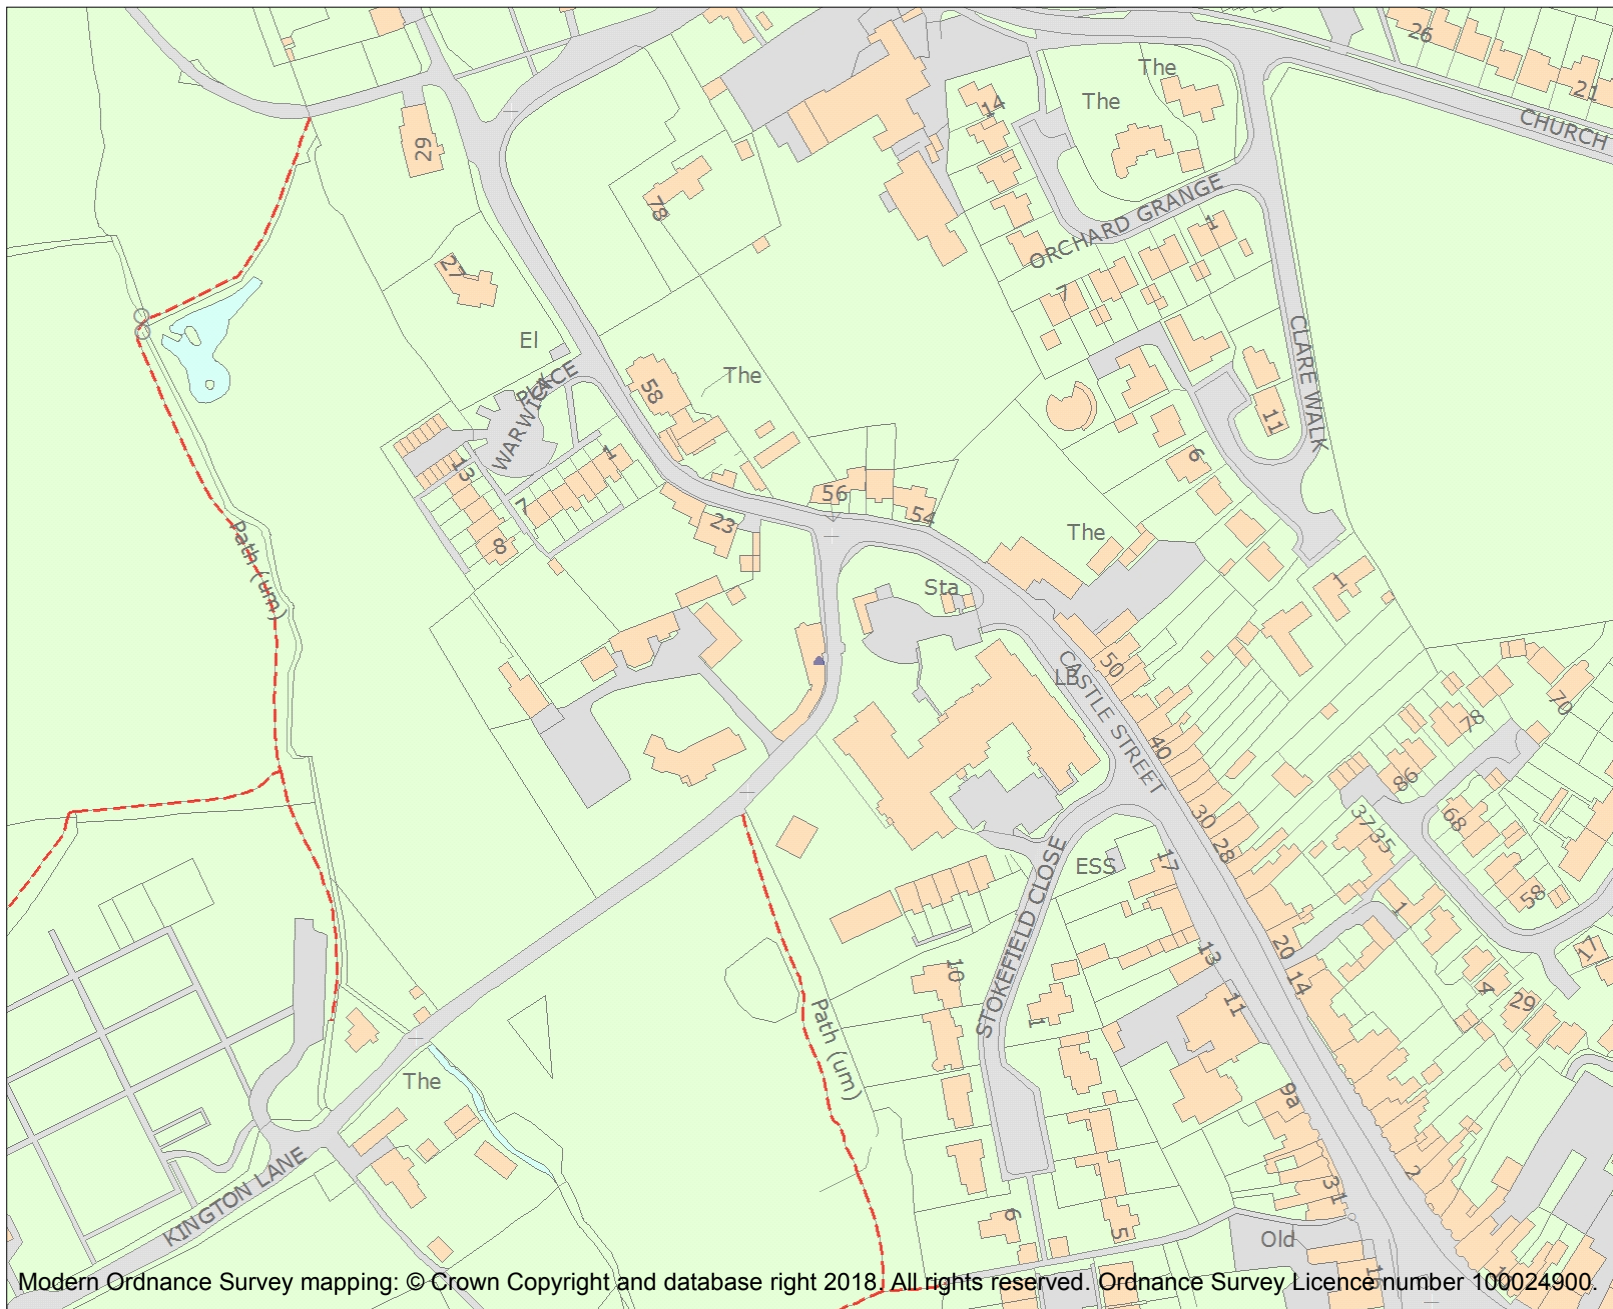 26
21
CHURCH
The
The
14
29
78
ORCHARD GRANGE
1
27
7
El
CLARE WALK
The
WARWICK PLACE
58
11
13
1
6
7
56
54
23
8
The
Path (um)
Sta
1
50
LB
CASTLE STREET
70
78
40
86
30
37
35
68
28
17
ESS
STOKEFIELD CLOSE
58
1
20
13
14
17
10
4
29
11
1
Path (um)
The
9a
KINGTON LANE
2
31
6
5
Old
Modern Ordnance Survey mapping: © Crown Copyright and database right 2018. All rights reserved. Ordnance Survey Licence number 100024900.